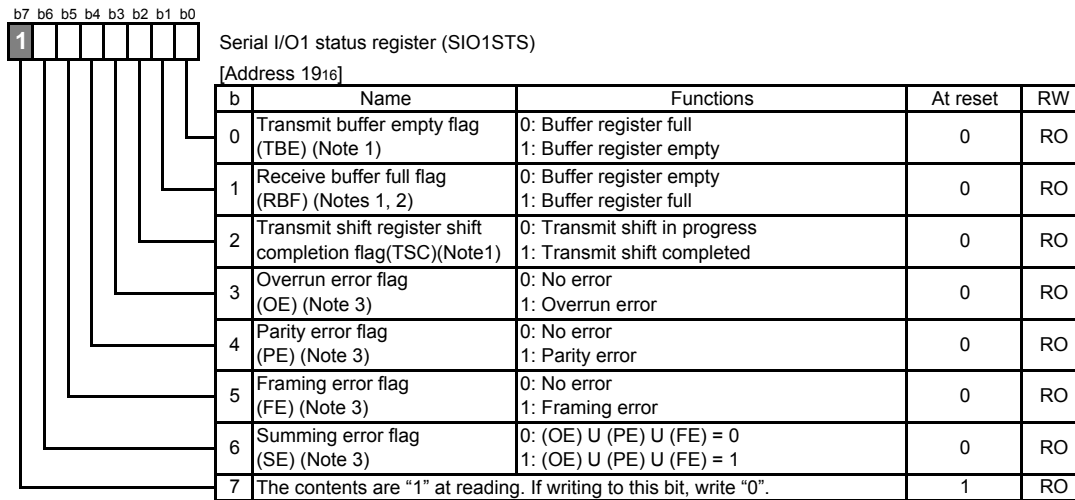 b7 b6 b5 b4 b3 b2 b1 b0
1
Serial I/O1 status register (SIO1STS)
[Address 1916]
b Name Functions At reset RW
0 Transmit buffer empty flag (TBE) (Note 1) 0: Buffer register full 1: Buffer register empty 0 RO
1 Receive buffer full flag (RBF) (Notes 1, 2) 0: Buffer register empty 1: Buffer register full 0 RO
2 Transmit shift register shift completion flag(TSC)(Note1) 0: Transmit shift in progress 1: Transmit shift completed 0 RO
3 Overrun error flag (OE) (Note 3) 0: No error 1: Overrun error 0 RO
4 Parity error flag (PE) (Note 3) 0: No error 1: Parity error 0 RO
5 Framing error flag (FE) (Note 3) 0: No error 1: Framing error 0 RO
6 Summing error flag (SE) (Note 3) 0: (OE) U (PE) U (FE) = 0 1: (OE) U (PE) U (FE) = 1 0 RO
7 The contents are “1” at reading. If writing to this bit, write “0”. 1 RO